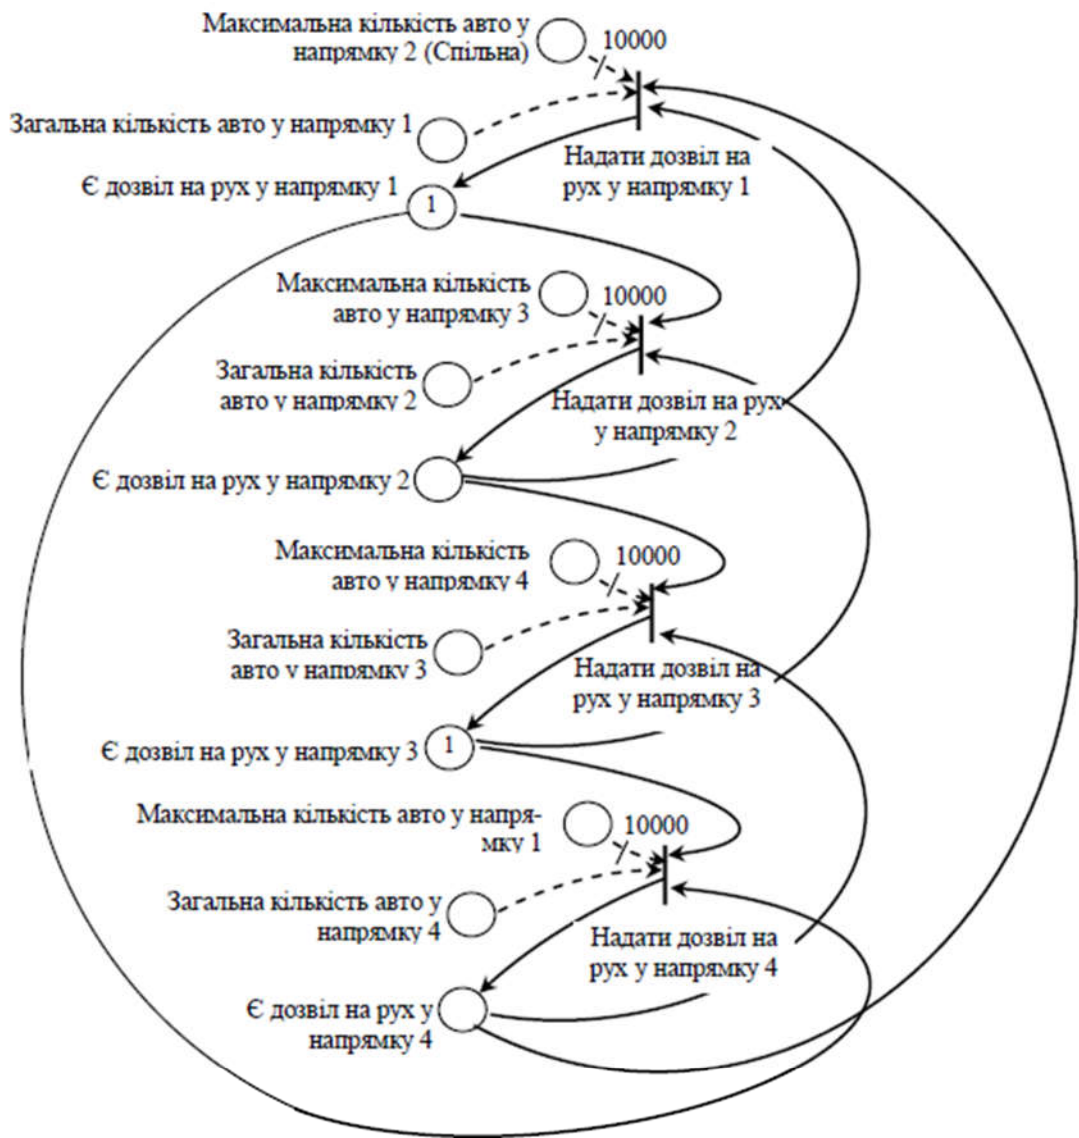 Максимальна кількість авто у
напрямку 2 (Спільна)
10000
Загальна кількість авто у напрямку 1
Надати дозвіл на
рух у напрямку 1
Є дозвіл на рух у напрямку 1
1
Максимальна кількість
авто у напрямку 3
10000
Загальна кількість
авто у напрямку 2
Надати дозвіл на рух
у напрямку 2
Є дозвіл на рух у напрямку 2
Максимальна кількість
авто у напрямку 4
10000
Загальна кількість
авто у напрямку 3
Надати дозвіл на
рух у напрямку 3
Є дозвіл на рух у напрямку 3
1
Максимальна кількість авто у напря-
мку 1
10000
Загальна кількість авто у
напрямку 4
Надати дозвіл на
рух у напрямку 4
Є дозвіл на рух у
напрямку 4